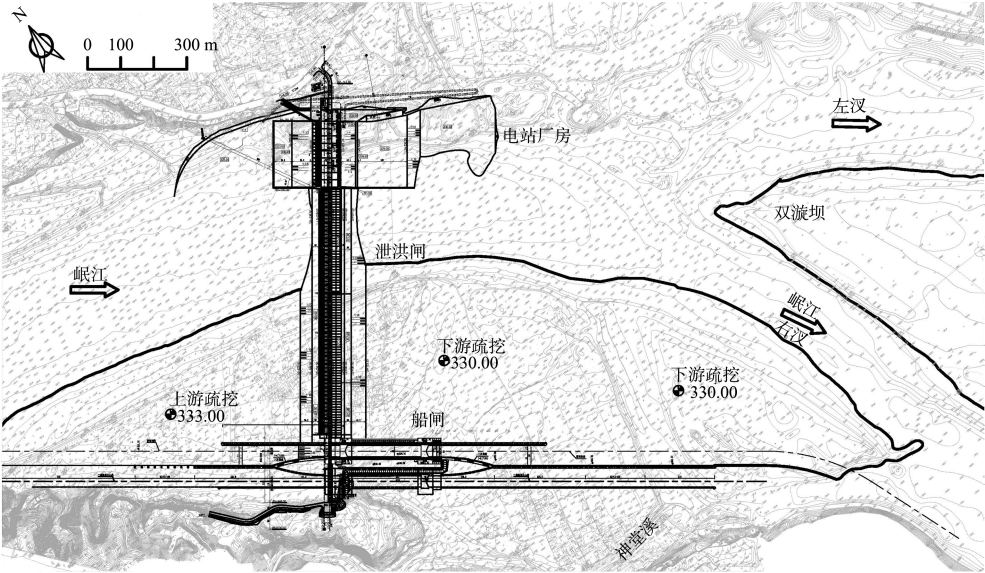 N
0 100 300 m
左汊
电站厂房
双漩坝
泄洪闸
岷江
岷江
右汊
下游疏挖
330.00
下游疏挖
330.00
上游疏挖
333.00
船闸
神堂溪